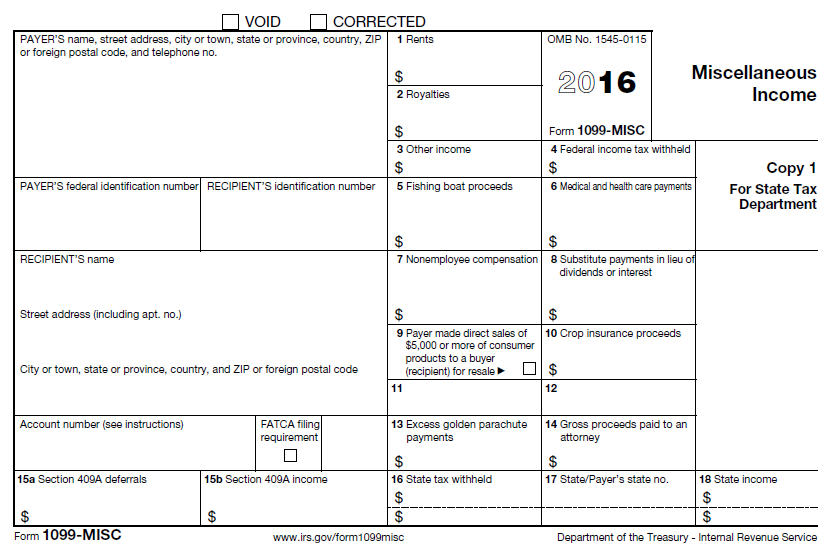 VOID CORRECTED
PAYER'S name, street address, city or town, state or province, country, ZIP
or foreign postal code, and telephone no.
1 Rents
$
2 Royalties
$
OMB No. 1545-0115
2016
Form 1099-MISC
Miscellaneous
Income
3 Other income
$
4 Federal income tax withheld
$
Copy 1
For State Tax
Department
PAYER'S federal identification number
RECIPIENT'S identification number
5 Fishing boat proceeds
$
6 Medical and health care payments
$
RECIPIENT'S name
Street address (including apt. no.)
City or town, state or province, country, and ZIP or foreign postal code
7 Nonemployee compensation
$
8 Substitute payments in lieu of
dividends or interest
$
9 Payer made direct sales of
$5,000 or more of consumer
products to a buyer
(recipient) for resale ▶
10 Crop insurance proceeds
$
11
12
Account number (see instructions)
FATCA filing
requirement
13 Excess golden parachute
payments
$
14 Gross proceeds paid to an
attorney
$
15a Section 409A deferrals
$
15b Section 409A income
$
16 State tax withheld
$
$
17 State/Payer's state no.
18 State income
$
$
Form 1099-MISC
www.irs.gov/form1099misc
Department of the Treasury - Internal Revenue Service